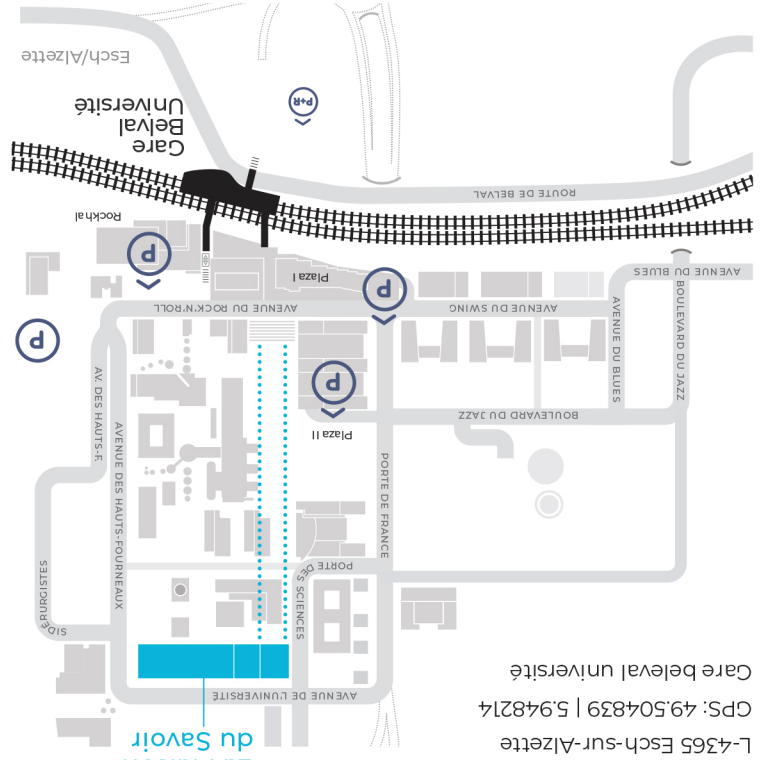 L-4365 Esch-sur-Alzette
du Savoir
GPS: 49.504839 | 5.948214
Gare beleval université
AVENUE DE L'UNIVERSITÉ
SIDERURGISTES
PORTE DES SCIENCES
PORTE DE FRANCE
AVENUE DES HAUTS-FOURNEAUX
Plaza II
BOULEVARD DU JAZZ
AV. DES HAUTS-F.
P
P
BOULEVARD DU JAZZ
AVENUE DU BLUES
AVENUE DU SWING
AVENUE DU ROCK'N'ROLL
P
AVENUE DU BLUES
Plaza I
P
Rockhal
ROUTE DE BELVAL
Gare
Belval
Université
P+R
Esch/Alzette